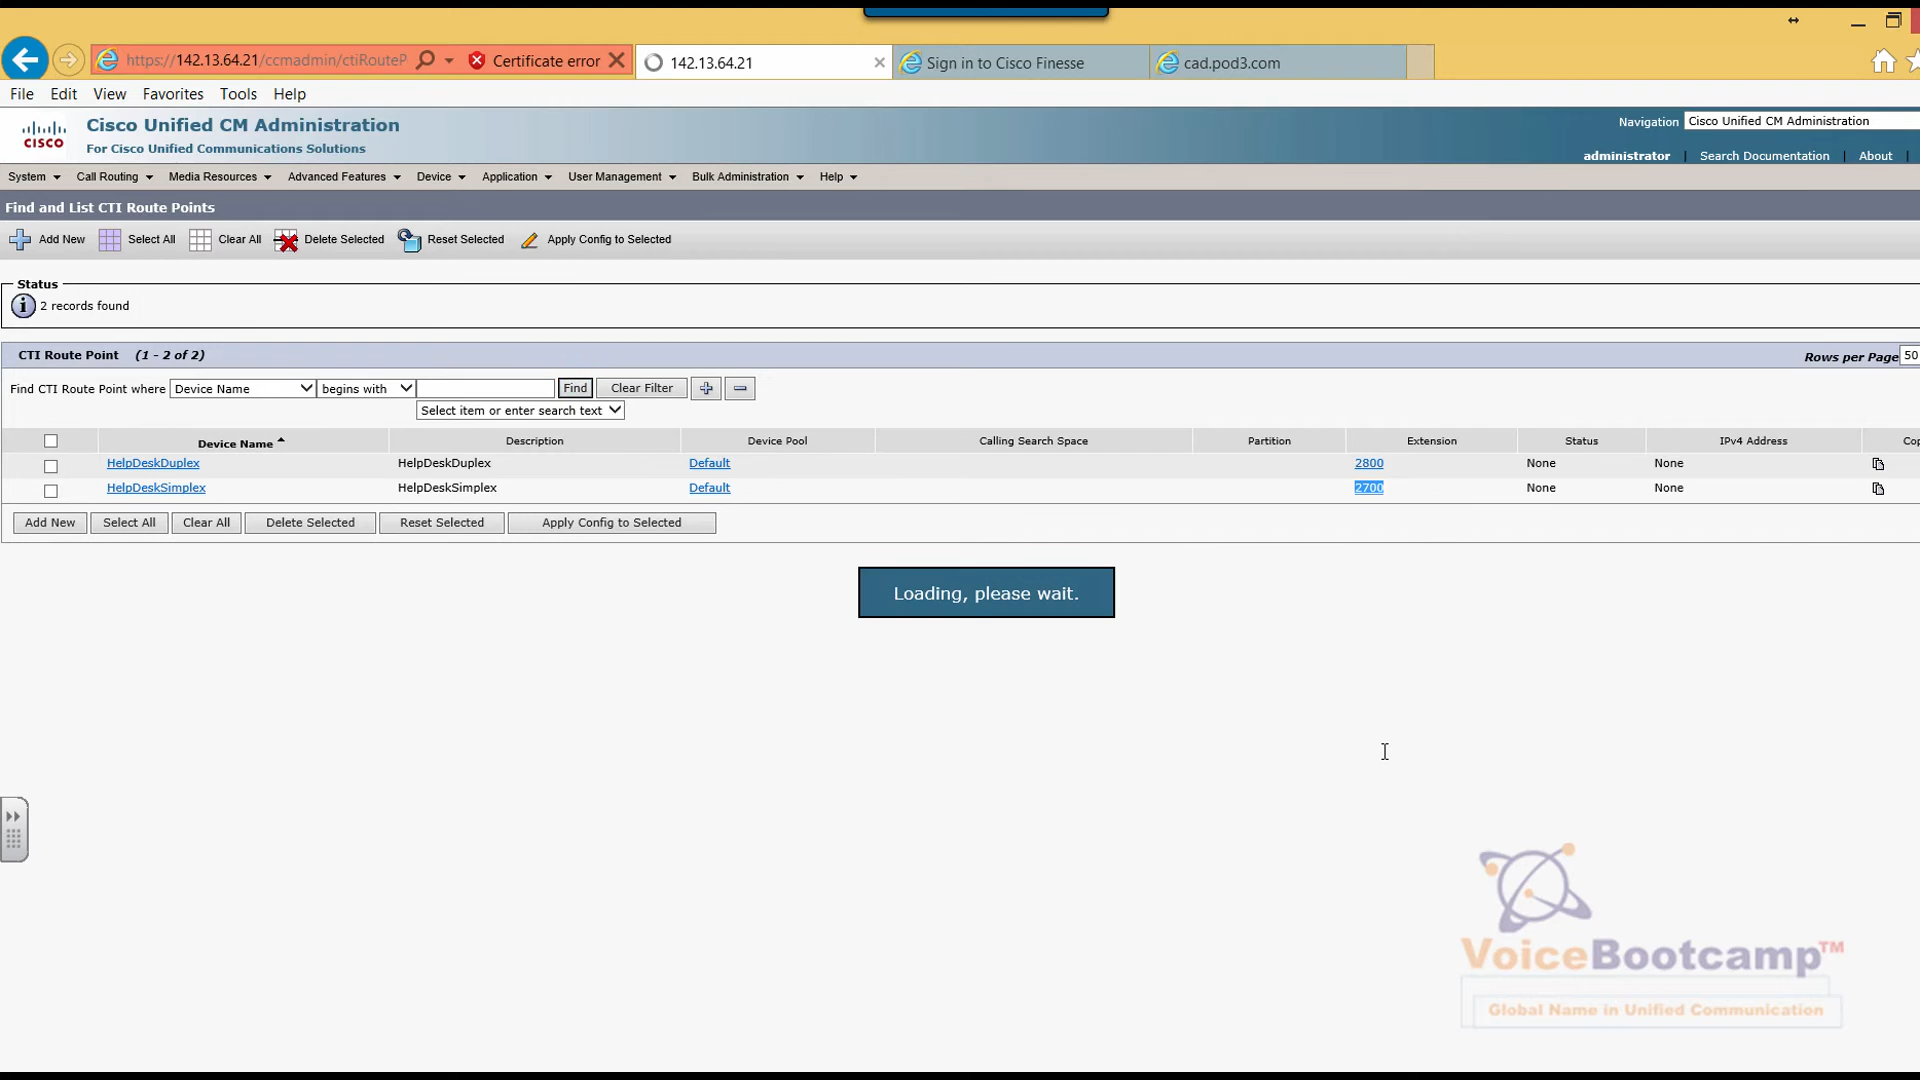 https://142.13.64.21/ccmadmin/ctiRouteP Certificate error 142.13.64.21 Sign in to Cisco Finesse cad.pod3.com
File Edit View Favorites Tools Help
Cisco Unified CM Administration Navigation Cisco Unified CM Administration
CISCO For Cisco Unified Communications Solutions
administrator | Search Documentation | About |
System Call Routing Media Resources Advanced Features Device Application User Management Bulk Administration Help
Find and List CTI Route Points
Add New Select All Clear All Delete Selected Reset Selected Apply Config to Selected
Status
2 records found
CTI Route Point (1 - 2 of 2) Rows per Page 50
Find CTI Route Point where Device Name begins with Find Clear Filter
Select item or enter search text
Device Name Description Device Pool Calling Search Space Partition Extension Status IPv4 Address Cop
HelpDeskDuplex HelpDeskDuplex Default 2800 None None
HelpDeskSimplex HelpDeskSimplex Default 2700 None None
Add New Select All Clear All Delete Selected Reset Selected Apply Config to Selected
Loading, please wait.
VoiceBootcamp™
Global Name in Unified Communication